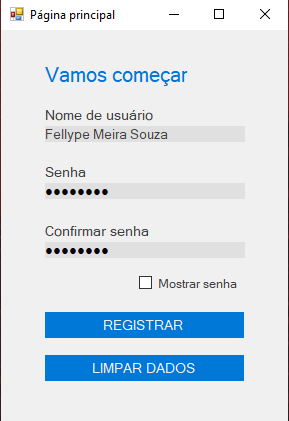 Página principal
Vamos começar
Nome de usuário
Fellype Meira Souza
Senha
●●●●●●●●
Confirmar senha
●●●●●●●●
Mostrar senha
REGISTRAR
LIMPAR DADOS